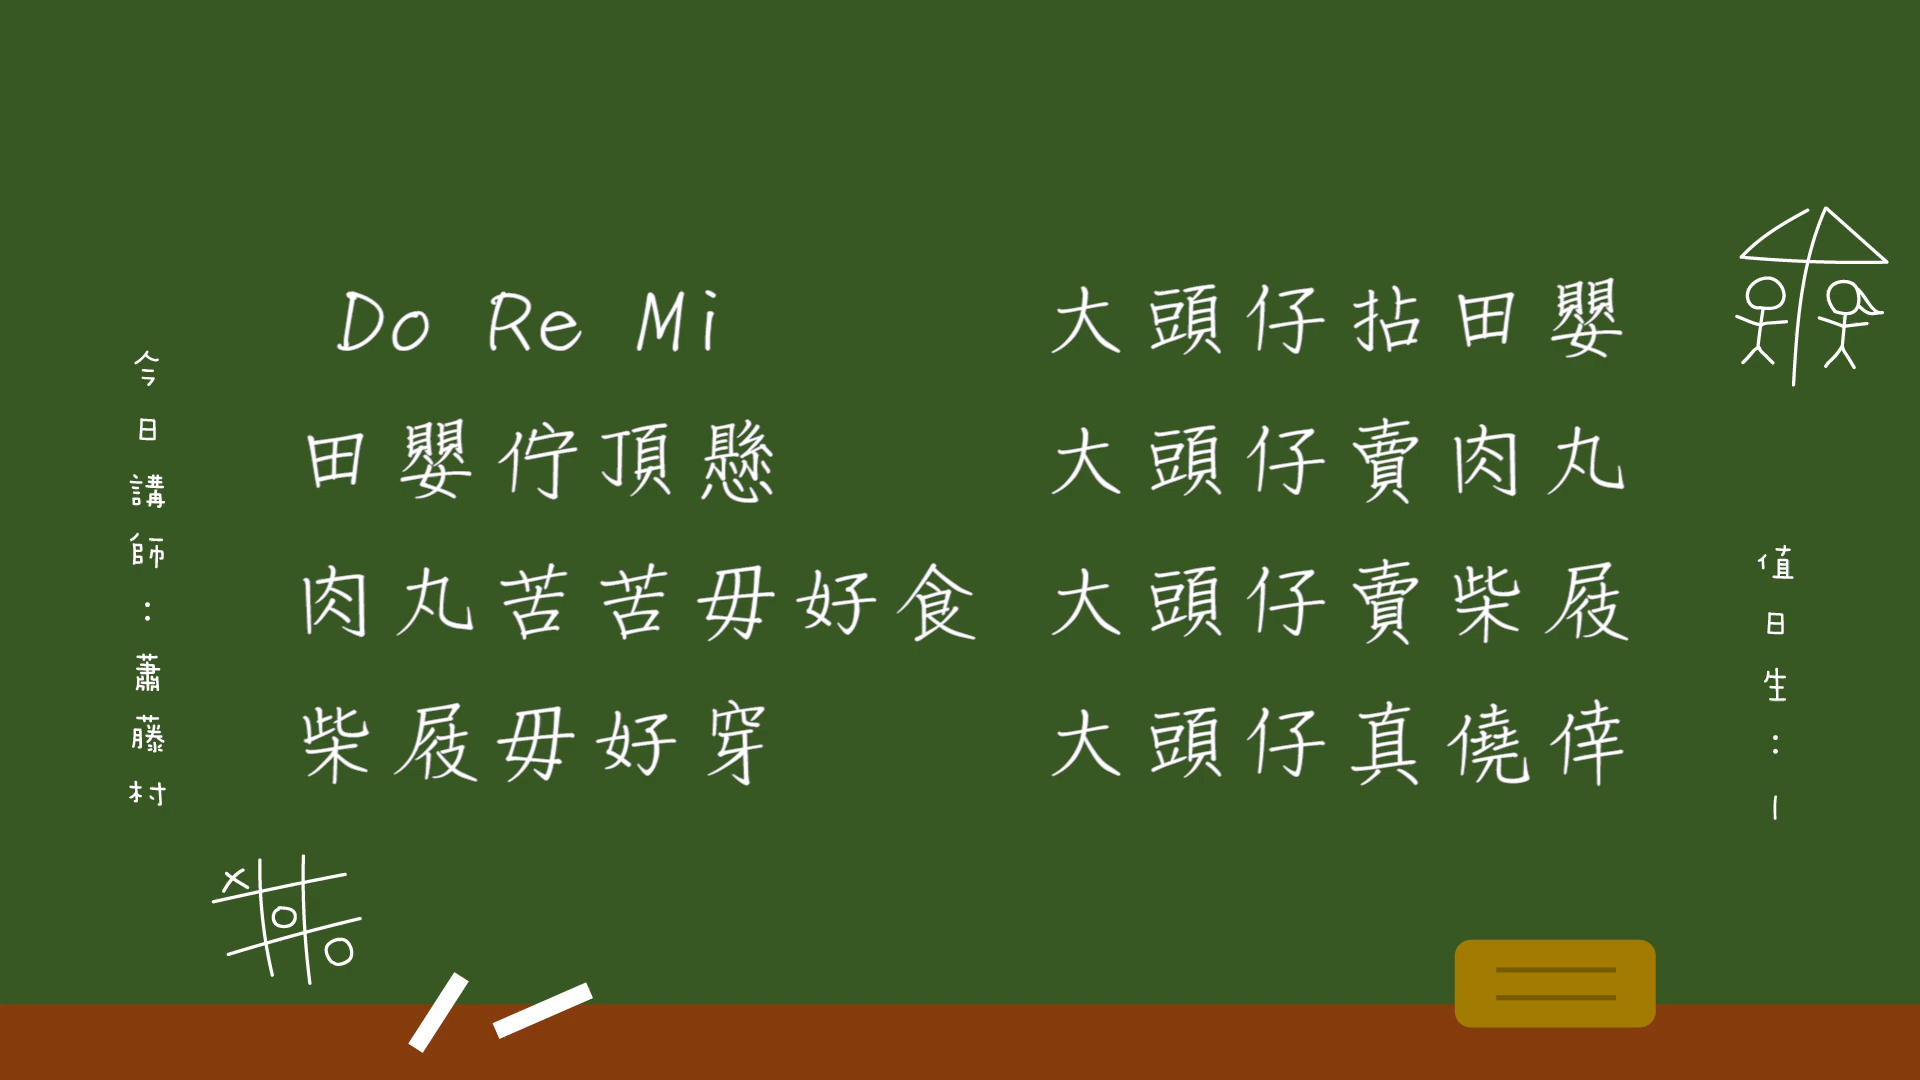 Do Re Mi
大頭仔拈田嬰
田嬰佇頂懸
大頭仔賣肉丸
肉丸苦苦毋好食
大頭仔賣柴屐
柴屐毋好穿
大頭仔真僥倖
今日講師：蕭藤村
值日生：1